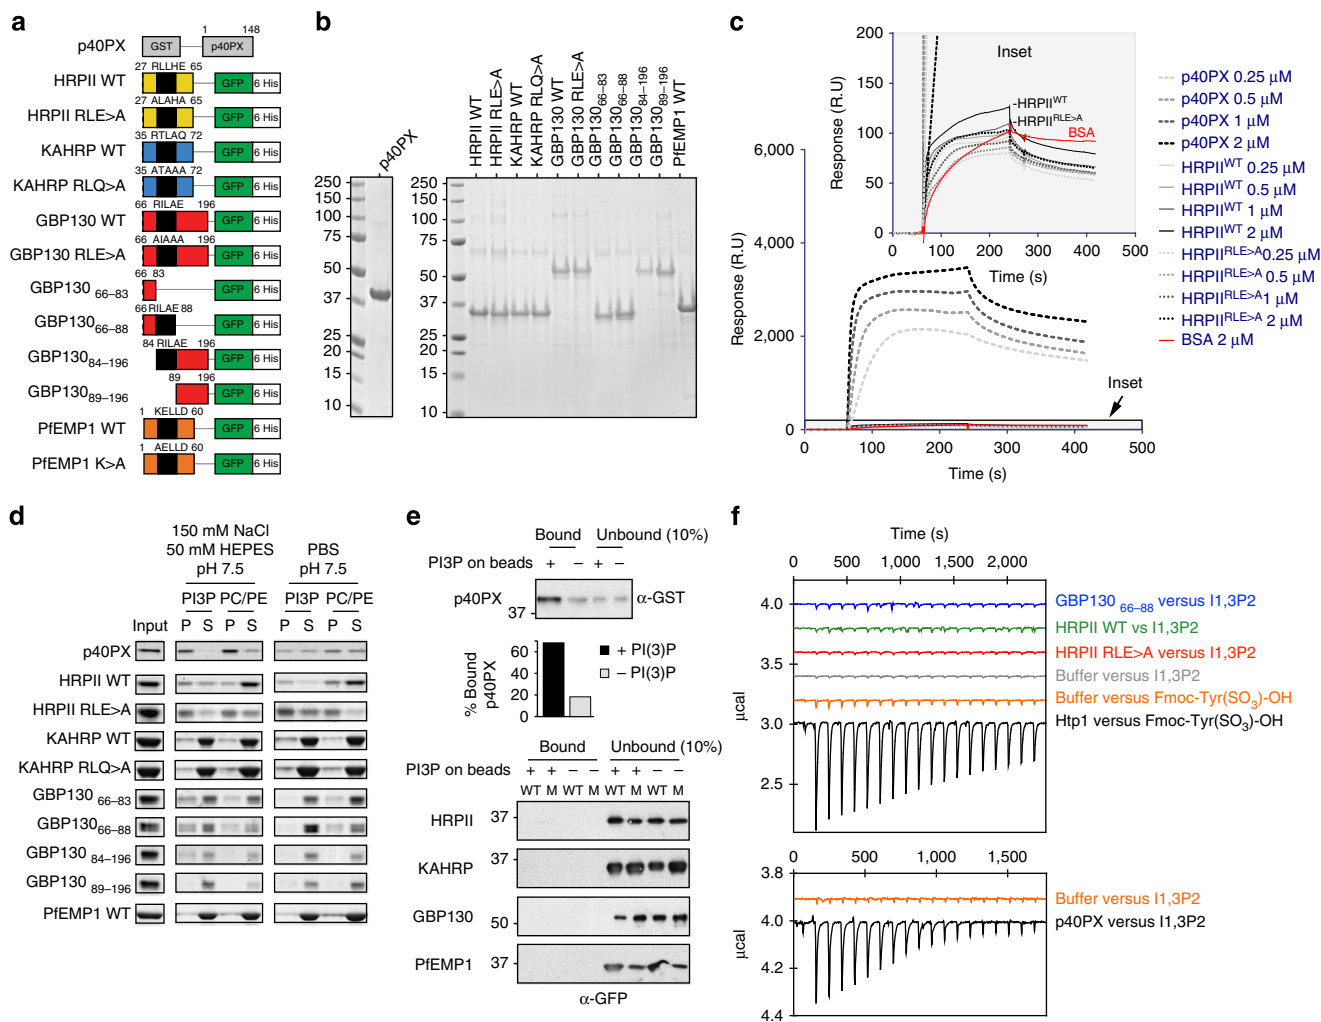 a
1 148
p40PX GST p40PX
27 RLLHE 65
HRPII WT GFP 6 His
27 ALAHA 65
HRPII RLE>A GFP 6 His
35 RTLAQ 72
KAHRP WT GFP 6 His
35 ATAAA 72
KAHRP RLQ>A GFP 6 His
66 RILAE 196
GBP130 WT GFP 6 His
66 AIAAA 196
GBP130 RLE>A GFP 6 His
66 83
GBP130 66–83 GFP 6 His
66 RILAE 88
GBP130 66–88 GFP 6 His
84 RILAE 196
GBP130 84–196 GFP 6 His
89 196
GBP130 89–196 GFP 6 His
1 KELLD 60
PfEMP1 WT GFP 6 His
1 AELLD 60
PfEMP1 K>A GFP 6 His
b
p40PX
250
150
100
75
50
37
25
20
15
10
HRPII WT
HRPII RLE>A
KAHRP WT
KAHRP RLQ>A
GBP130 WT
GBP130 RLE>A
GBP130 66–83
GBP130 66–88
GBP130 84–196
GBP130 89–196
PfEMP1 WT
250
150
100
75
50
37
25
20
15
10
c
Response (R.U)
6,000
4,000
2,000
0
0 100 200 300 400 500
Time (s)
Inset
Response (R.U)
200
150
100
50
0
0 100 200 300 400 500
Time (s)
-HRPII WT
-HRPII RLE>A
BSA
Inset
p40PX 0.25 μM
p40PX 0.5 μM
p40PX 1 μM
p40PX 2 μM
HRPII WT 0.25 μM
HRPII WT 0.5 μM
HRPII WT 1 μM
HRPII WT 2 μM
HRPII RLE>A 0.25 μM
HRPII RLE>A 0.5 μM
HRPII RLE>A 1 μM
HRPII RLE>A 2 μM
BSA 2 μM
d
150 mM NaCl
50 mM HEPES
pH 7.5
PBS
pH 7.5
PI3P PC/PE PI3P PC/PE
Input P S P S P S P S
p40PX
HRPII WT
HRPII RLE>A
KAHRP WT
KAHRP RLQ>A
GBP130 66–83
GBP130 66–88
GBP130 84–196
GBP130 89–196
PfEMP1 WT
e
Bound Unbound (10%)
PI3P on beads + – + –
p40PX 37 α-GST
% Bound
p40PX
60
40
20
0
+ PI(3)P
– PI(3)P
Bound Unbound (10%)
PI3P on beads + + – – + + – –
WT M WT M WT M WT M
HRPII 37
KAHRP 37
GBP130 50
PfEMP1 37
α-GFP
f
Time (s)
0 500 1,000 1,500 2,000
μcal
4.0
3.5
3.0
2.5
GBP130 66–88 versus I1,3P2
HRPII WT vs I1,3P2
HRPII RLE>A versus I1,3P2
Buffer versus I1,3P2
Buffer versus Fmoc-Tyr(SO3)-OH
Htp1 versus Fmoc-Tyr(SO3)-OH
0 500 1,000 1,500
μcal
3.8
4.0
4.2
4.4
Buffer versus I1,3P2
p40PX versus I1,3P2